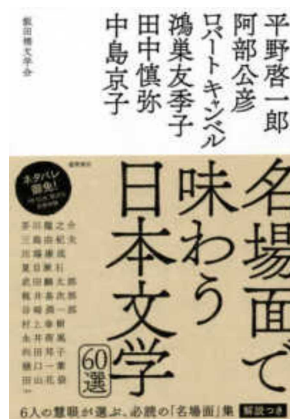 平野啓一郎
阿部公彦
ロバート キャンベル
鴻巣友季子
田中慎弥
中島京子
飯田橋文学会
名場面で
味わう
日本文学
60選
ネタバレ
御免!
芥川龍之介
三島由紀夫
川端康成
夏目漱石
武田麟太郎
梶井基次郎
谷崎潤一郎
村上春樹
永井荷風
向田邦子
樋口一葉
田山花袋
6人の慧眼が選ぶ、必読の「名場面」集
解説つき